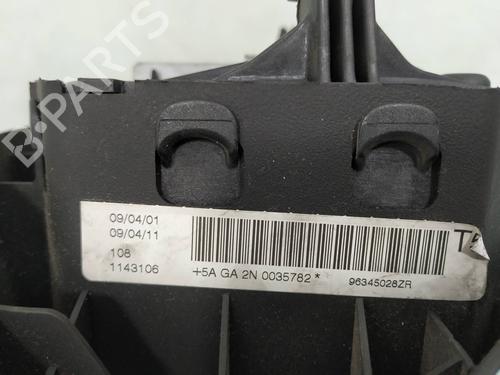 B-PARTS
09/04/01
09/04/11
108
1143106
+5A GA 2N 0035782*
96345028ZR